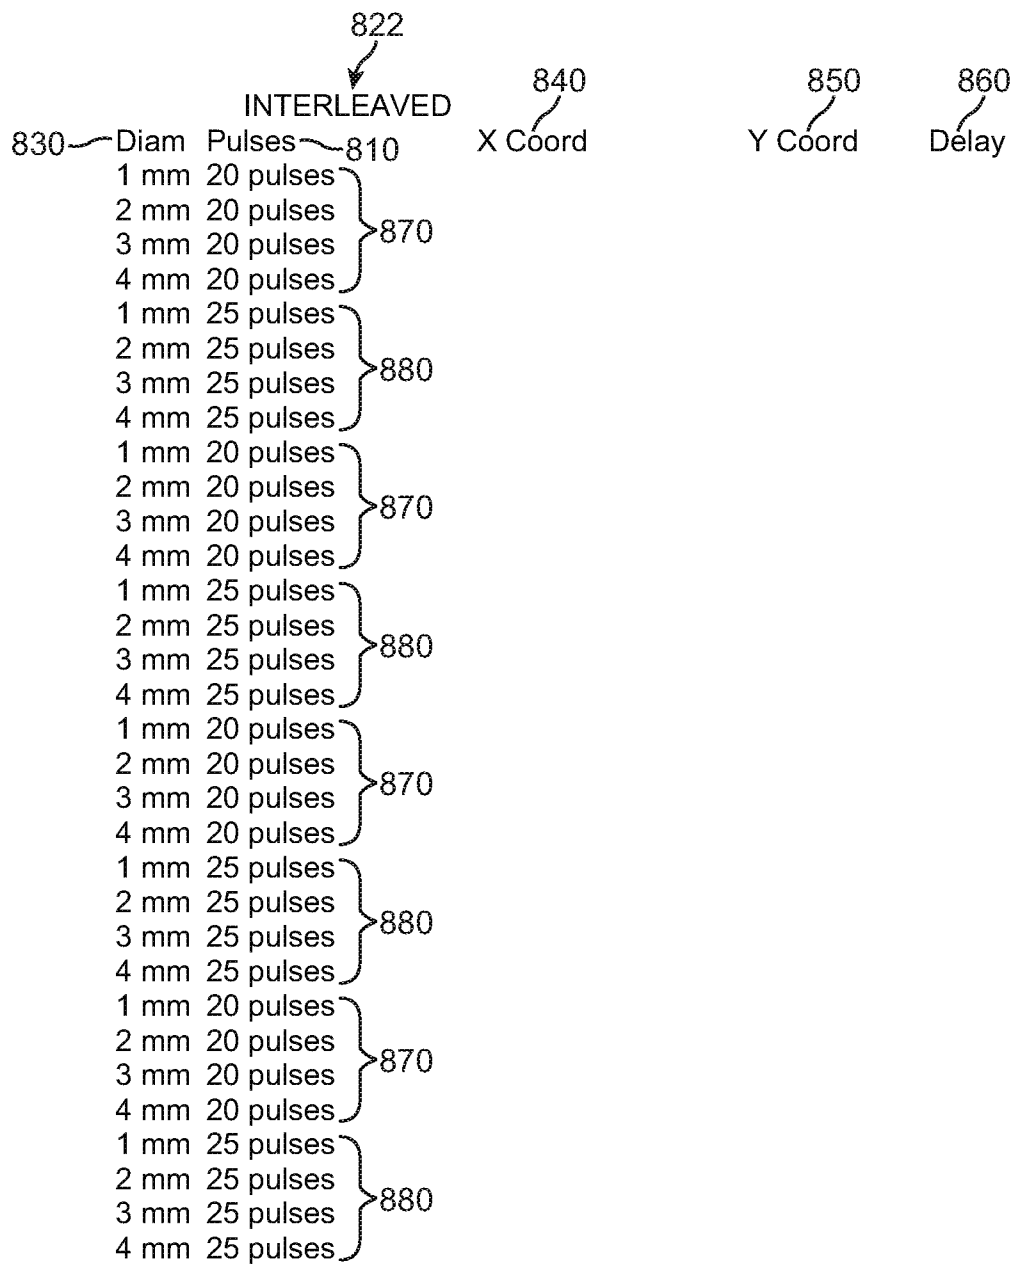 822
840 850 860
INTERLEAVED
830 Diam Pulses 810 X Coord Y Coord Delay
1 mm 20 pulses
2 mm 20 pulses 870
3 mm 20 pulses
4 mm 20 pulses
1 mm 25 pulses
2 mm 25 pulses 880
3 mm 25 pulses
4 mm 25 pulses
1 mm 20 pulses
2 mm 20 pulses 870
3 mm 20 pulses
4 mm 20 pulses
1 mm 25 pulses
2 mm 25 pulses 880
3 mm 25 pulses
4 mm 25 pulses
1 mm 20 pulses
2 mm 20 pulses 870
3 mm 20 pulses
4 mm 20 pulses
1 mm 25 pulses
2 mm 25 pulses 880
3 mm 25 pulses
4 mm 25 pulses
1 mm 20 pulses
2 mm 20 pulses 870
3 mm 20 pulses
4 mm 20 pulses
1 mm 25 pulses
2 mm 25 pulses 880
3 mm 25 pulses
4 mm 25 pulses